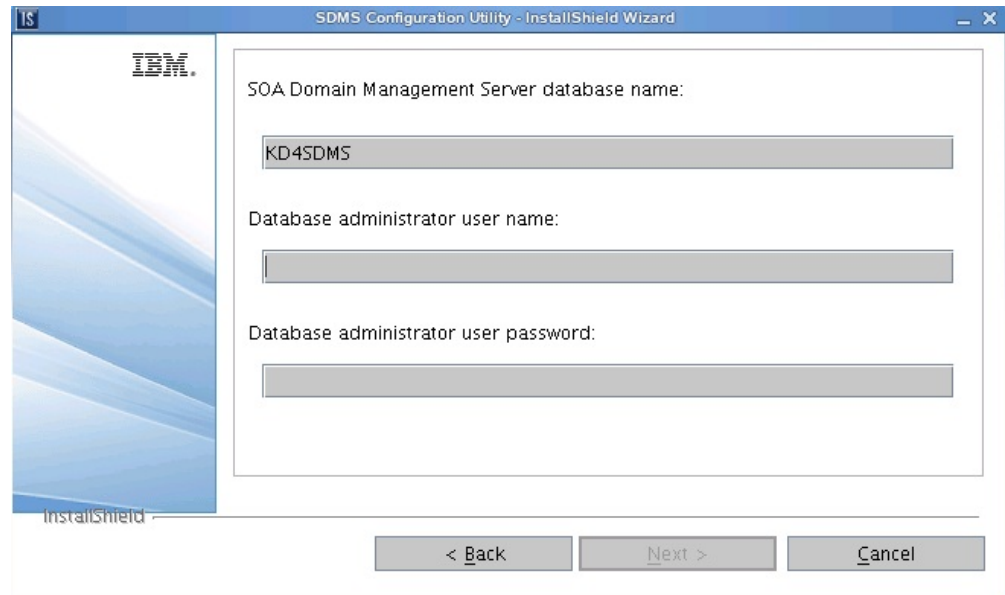 IS SDMS Configuration Utility - InstallShield Wizard
IBM.
SOA Domain Management Server database name:
KD4SDMS
Database administrator user name:
Database administrator user password:
InstallShield
< Back Next > Cancel